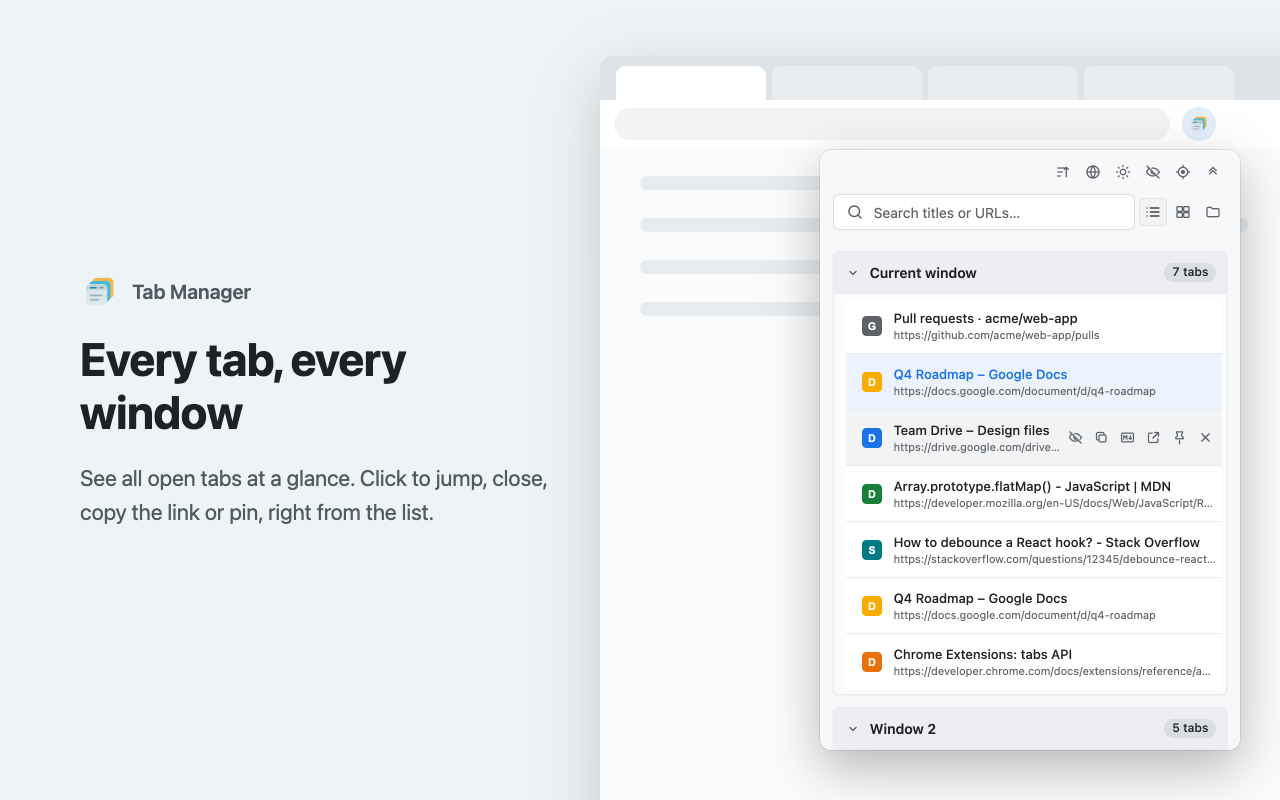 Tab Manager
Every tab, every
window
See all open tabs at a glance. Click to jump, close,
copy the link or pin, right from the list.
Search titles or URLs...
Current window
7 tabs
G
Pull requests · acme/web-app
https://github.com/acme/web-app/pulls
D
Q4 Roadmap – Google Docs
https://docs.google.com/document/d/q4-roadmap
D
Team Drive – Design files
https://drive.google.com/drive...
D
Array.prototype.flatMap() - JavaScript | MDN
https://developer.mozilla.org/en-US/docs/Web/JavaScript/R...
S
How to debounce a React hook? - Stack Overflow
https://stackoverflow.com/questions/12345/debounce-react...
D
Q4 Roadmap – Google Docs
https://docs.google.com/document/d/q4-roadmap
D
Chrome Extensions: tabs API
https://developer.chrome.com/docs/extensions/reference/a...
Window 2
5 tabs